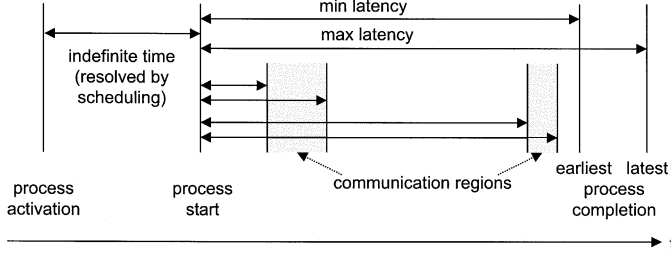 min latency
max latency
indefinite time
(resolved by
scheduling)
communication regions
earliest latest
process
completion
process
activation
process
start